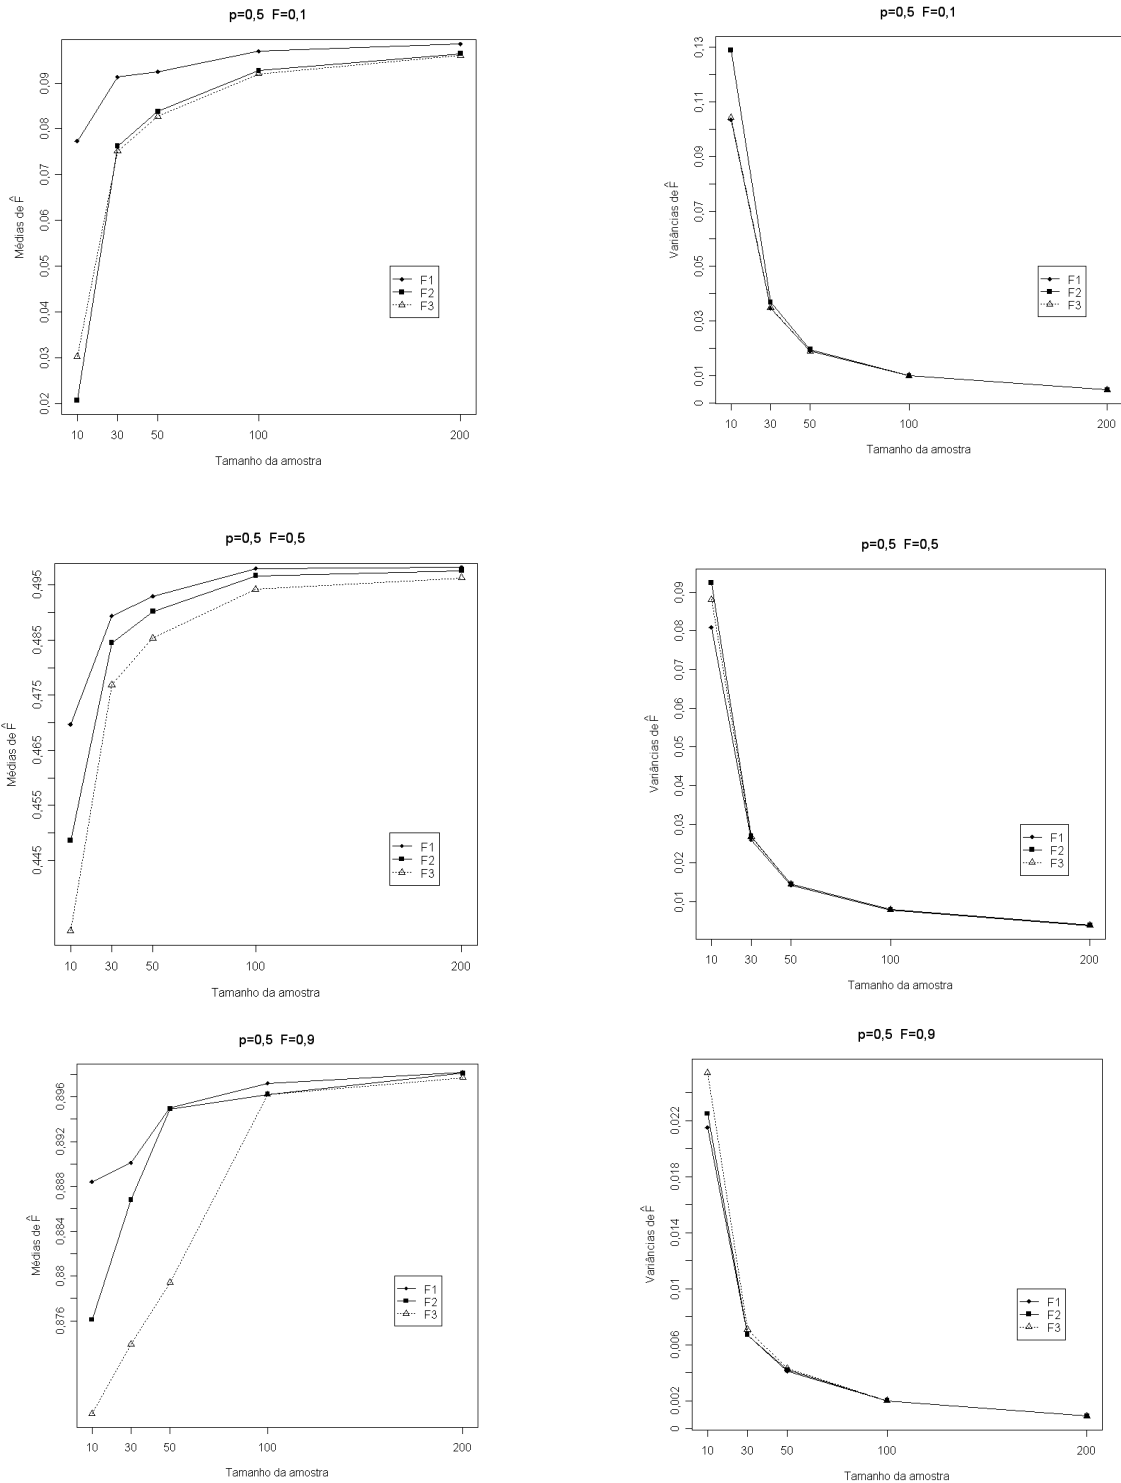 p=0,5 F=0,1
Médias de F̂
0,09
0,08
0,07
0,06
0,05
0,04
0,03
0,02
F1
F2
F3
10 30 50 100 200
Tamanho da amostra
p=0,5 F=0,1
Variâncias de F̂
0,13
0,11
0,09
0,07
0,05
0,03
0,01
0
F1
F2
F3
10 30 50 100 200
Tamanho da amostra
p=0,5 F=0,5
Médias de F̂
0,495
0,485
0,475
0,465
0,455
0,445
F1
F2
F3
10 30 50 100 200
Tamanho da amostra
p=0,5 F=0,5
Variâncias de F̂
0,09
0,08
0,07
0,06
0,05
0,04
0,03
0,02
0,01
F1
F2
F3
10 30 50 100 200
Tamanho da amostra
p=0,5 F=0,9
Médias de F̂
0,896
0,892
0,888
0,884
0,88
0,876
F1
F2
F3
10 30 50 100 200
Tamanho da amostra
p=0,5 F=0,9
Variâncias de F̂
0,022
0,018
0,014
0,01
0,006
0,002
0
F1
F2
F3
10 30 50 100 200
Tamanho da amostra